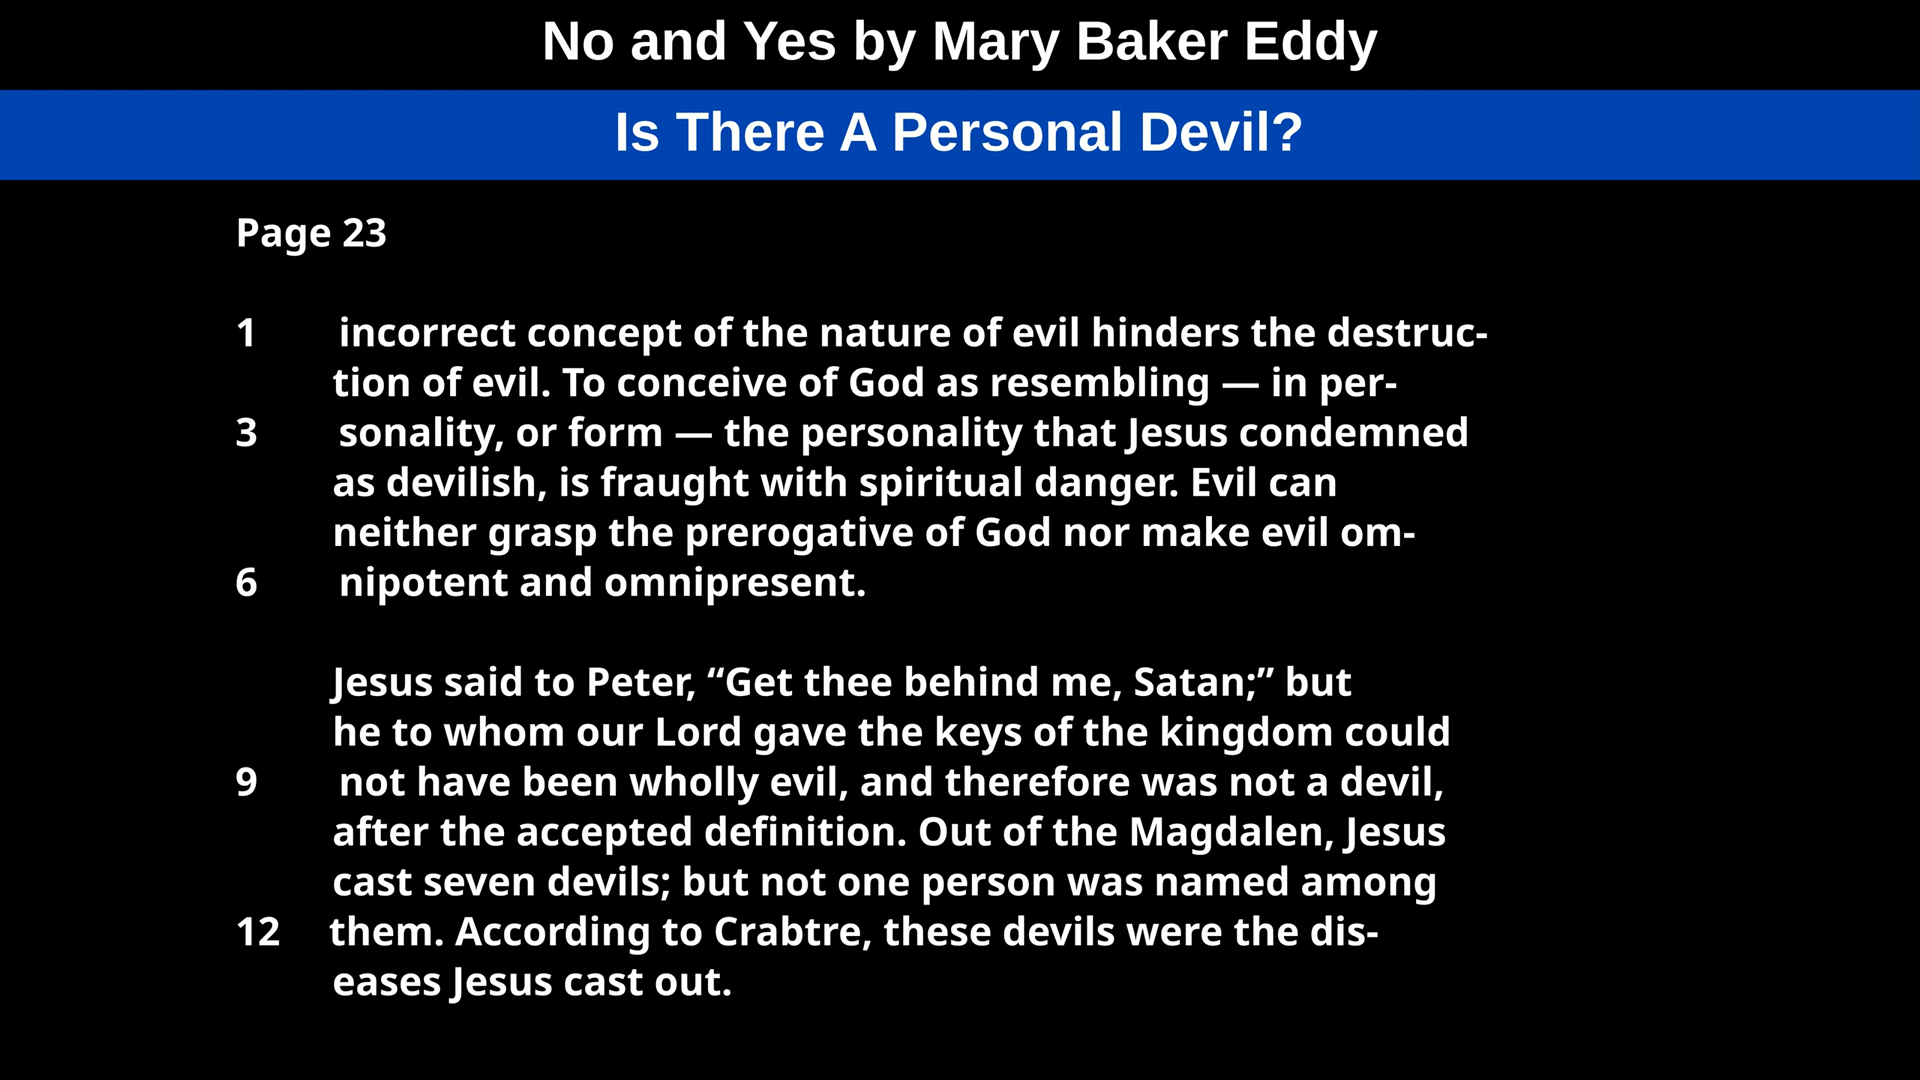 No and Yes by Mary Baker Eddy
Is There A Personal Devil?
Page 23
1 incorrect concept of the nature of evil hinders the destruc-
tion of evil. To conceive of God as resembling — in per-
3 sonality, or form — the personality that Jesus condemned
as devilish, is fraught with spiritual danger. Evil can
neither grasp the prerogative of God nor make evil om-
6 nipotent and omnipresent.
Jesus said to Peter, “Get thee behind me, Satan;” but
he to whom our Lord gave the keys of the kingdom could
9 not have been wholly evil, and therefore was not a devil,
after the accepted definition. Out of the Magdalen, Jesus
cast seven devils; but not one person was named among
12 them. According to Crabtre, these devils were the dis-
eases Jesus cast out.